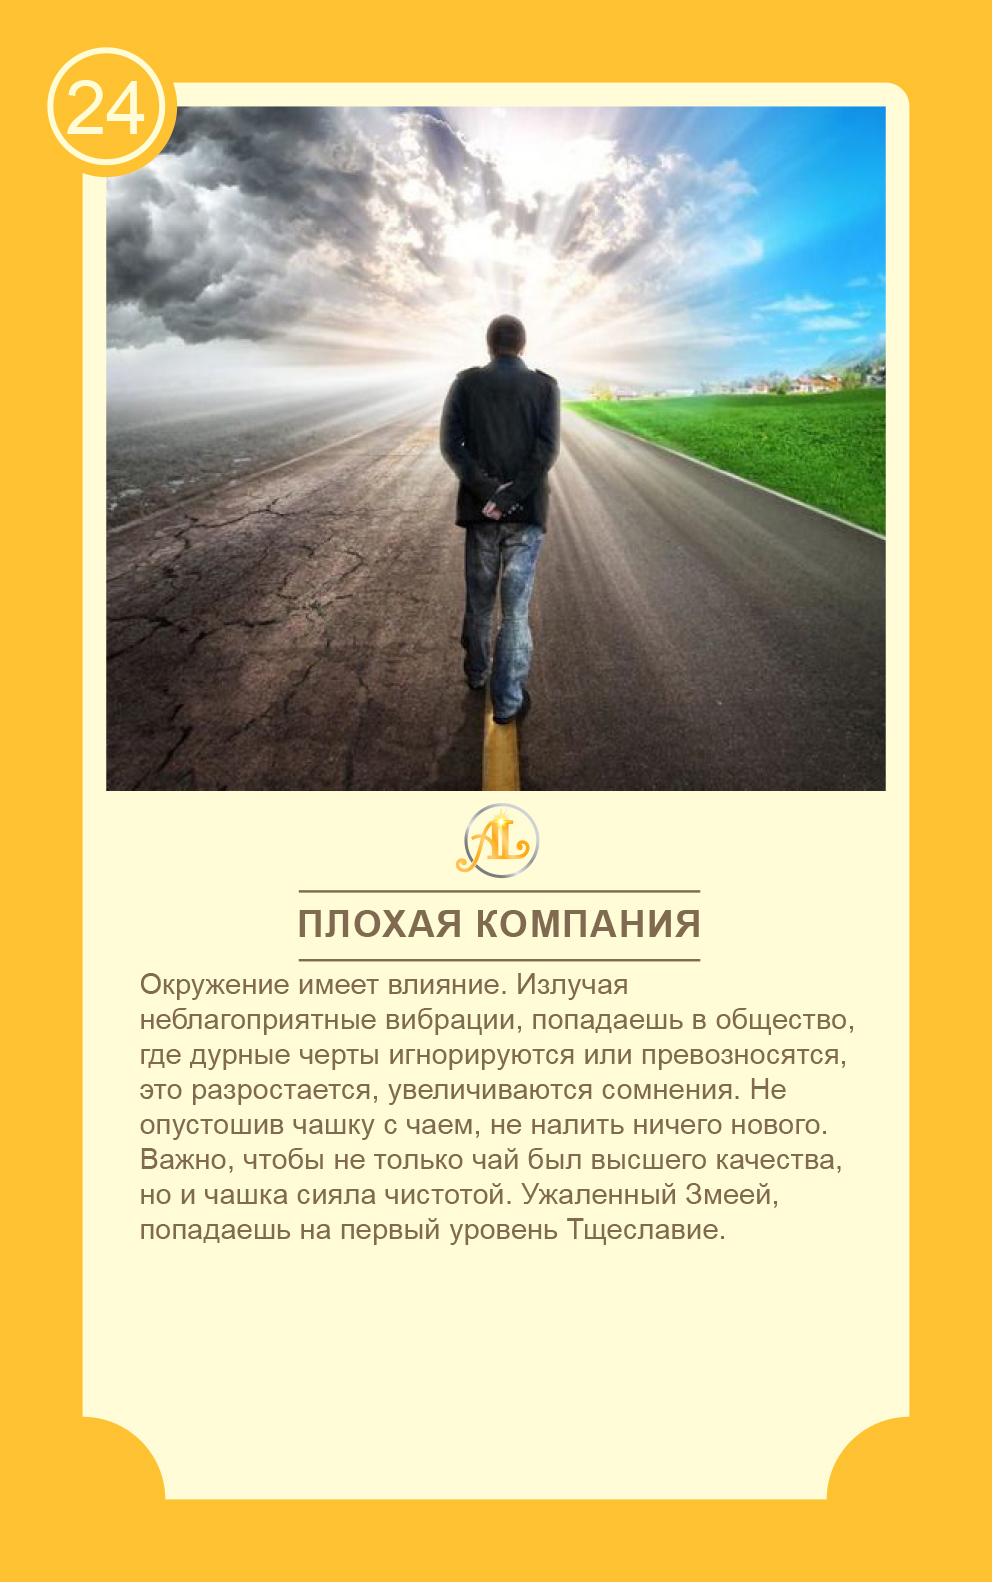 24
AL
ПЛОХАЯ КОМПАНИЯ
Окружение имеет влияние. Излучая
неблагоприятные вибрации, попадаешь в общество,
где дурные черты игнорируются или превозносятся,
это разростается, увеличиваются сомнения. Не
опустошив чашку с чаем, не налить ничего нового.
Важно, чтобы не только чай был высшего качества,
но и чашка сияла чистотой. Ужаленный Змеей,
попадаешь на первый уровень Тщеславие.